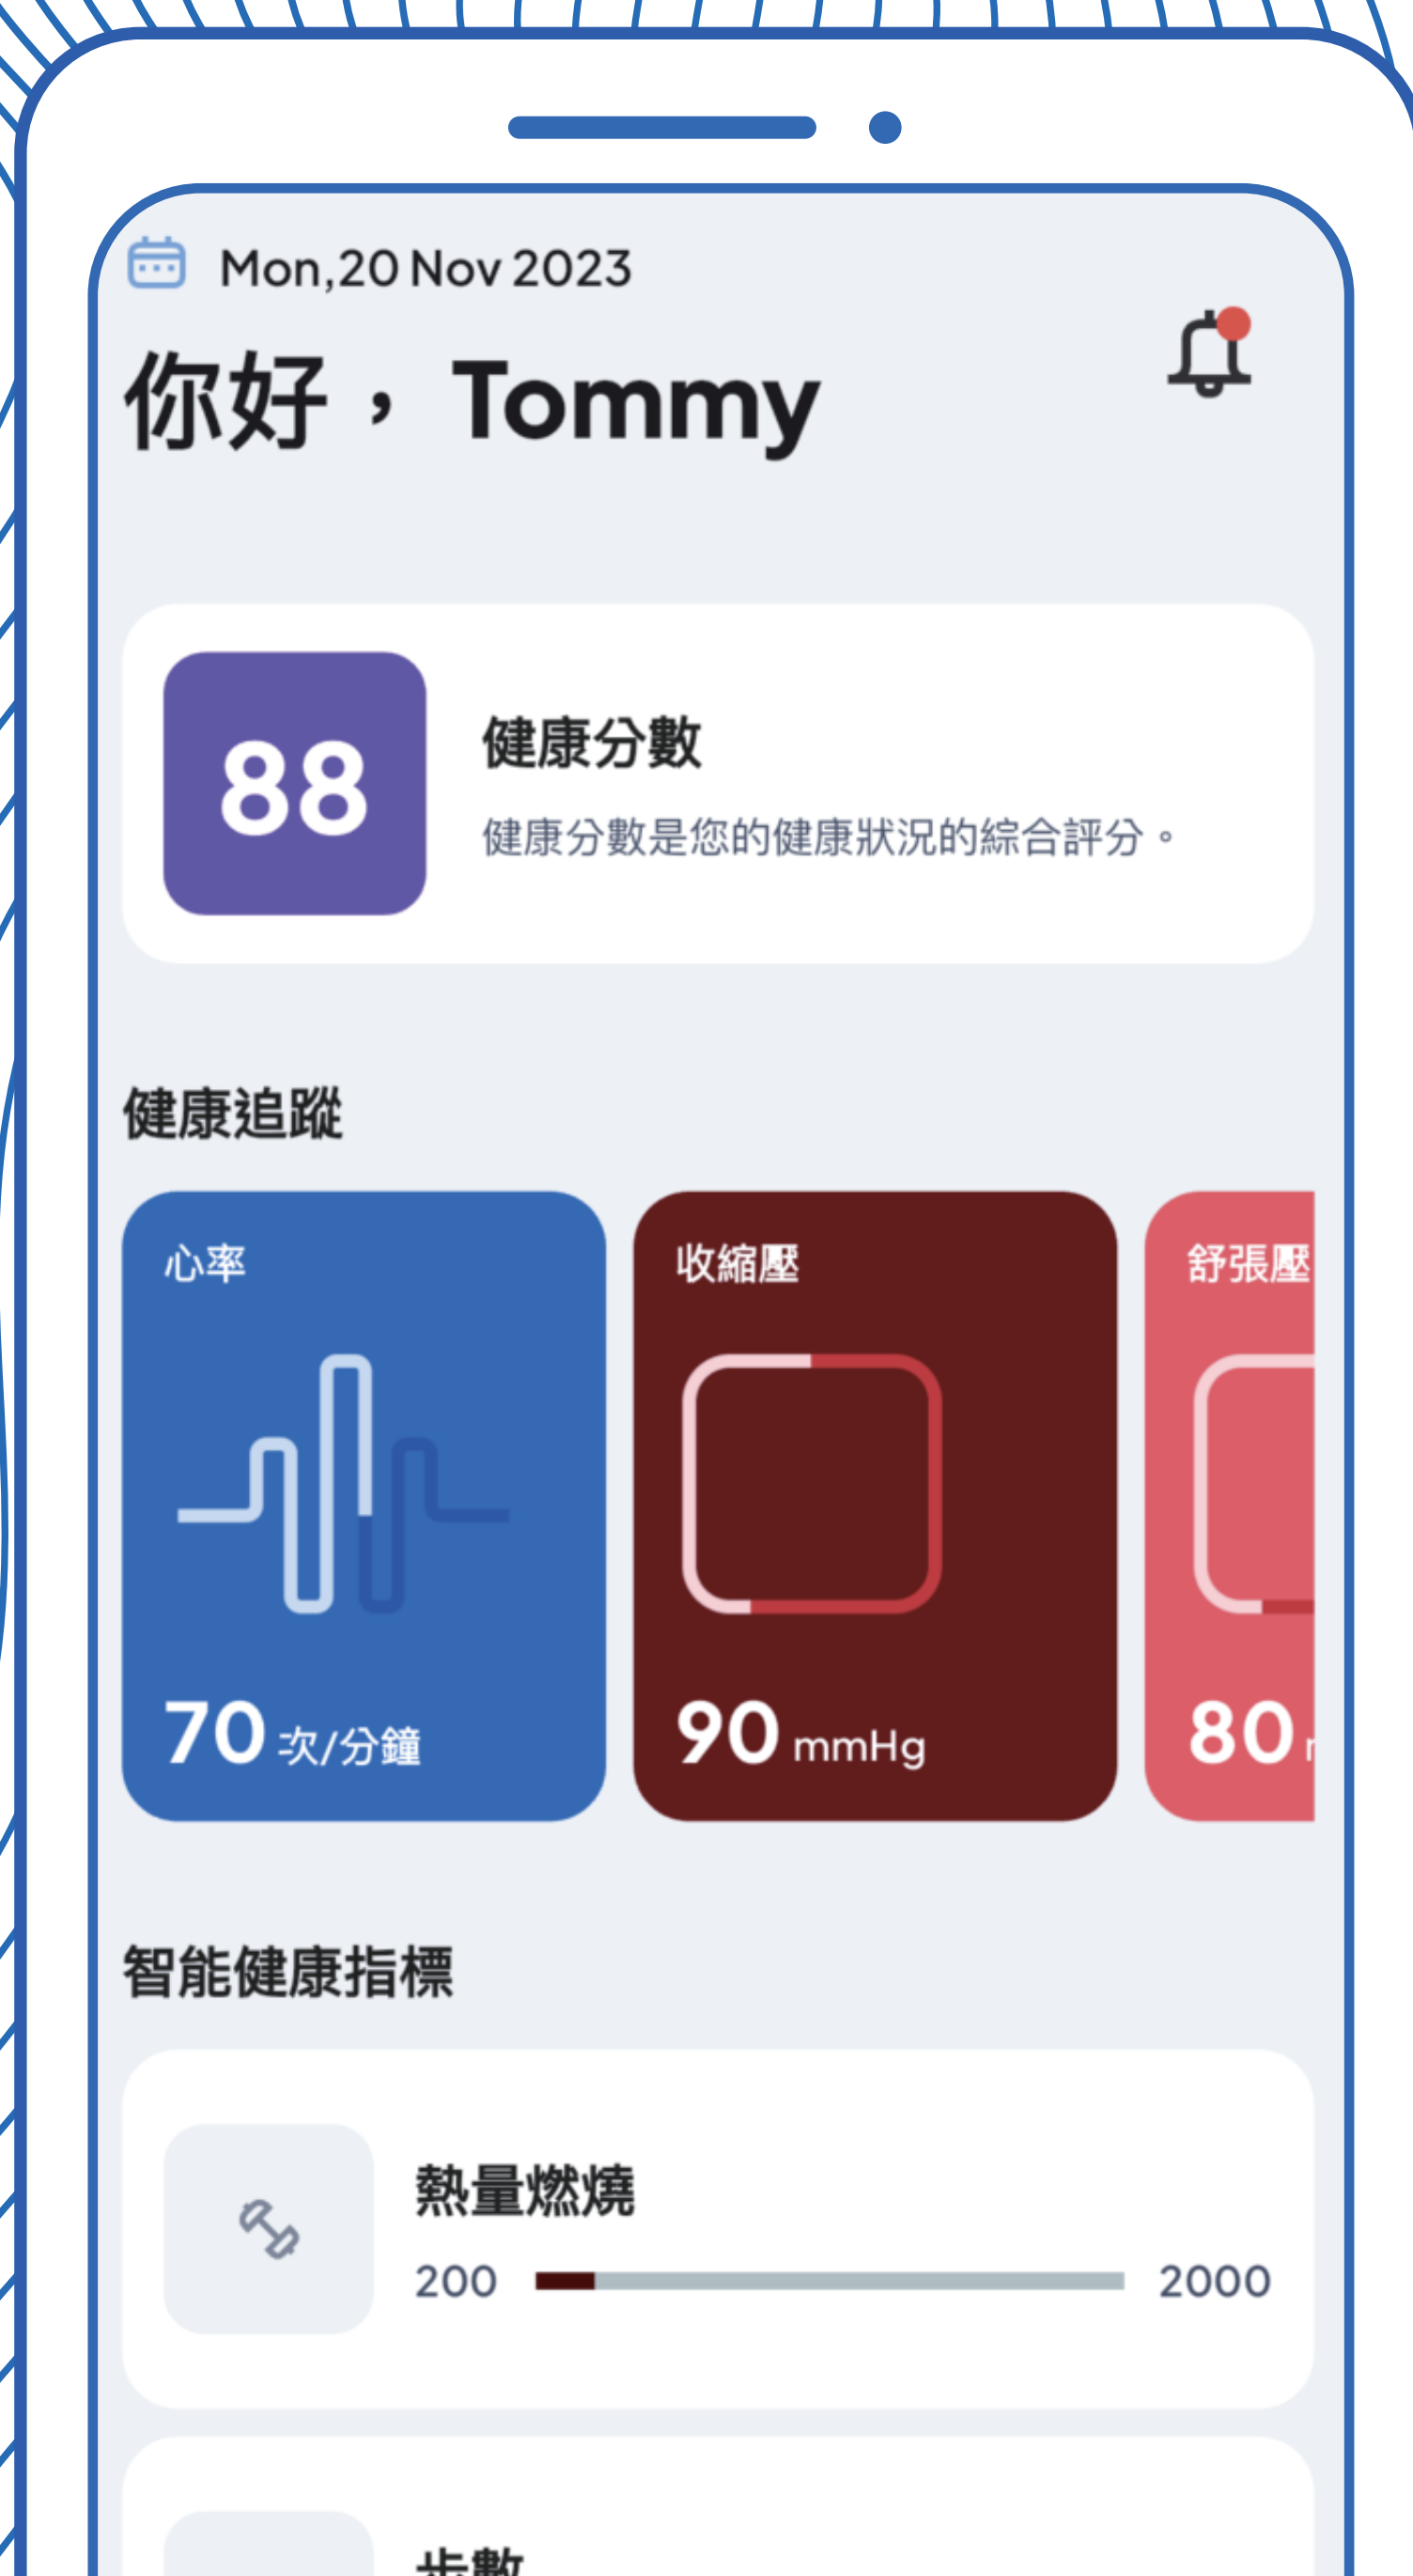 Mon,20 Nov 2023
你好， Tommy
88
健康分數
健康分數是您的健康狀況的綜合評分。
健康追蹤
心率
收縮壓
舒張壓
70 次/分鐘
90 mmHg
80
智能健康指標
熱量燃燒
200
2000
步數